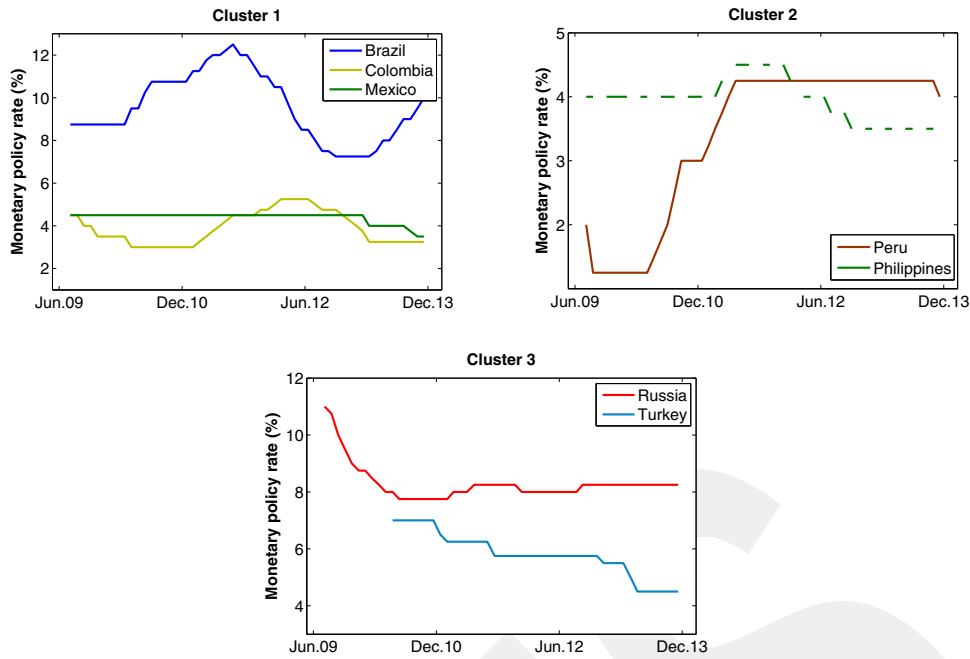 Cluster 1
Monetary policy rate (%)
12
10
8
6
4
2
Jun.09
Dec.10
Jun.12
Dec.13
Brazil
Colombia
Mexico
Cluster 2
Monetary policy rate (%)
5
4
3
2
Jun.09
Dec.10
Jun.12
Dec.13
Peru
Philippines
Cluster 3
Monetary policy rate (%)
12
10
8
6
4
Jun.09
Dec.10
Jun.12
Dec.13
Russia
Turkey